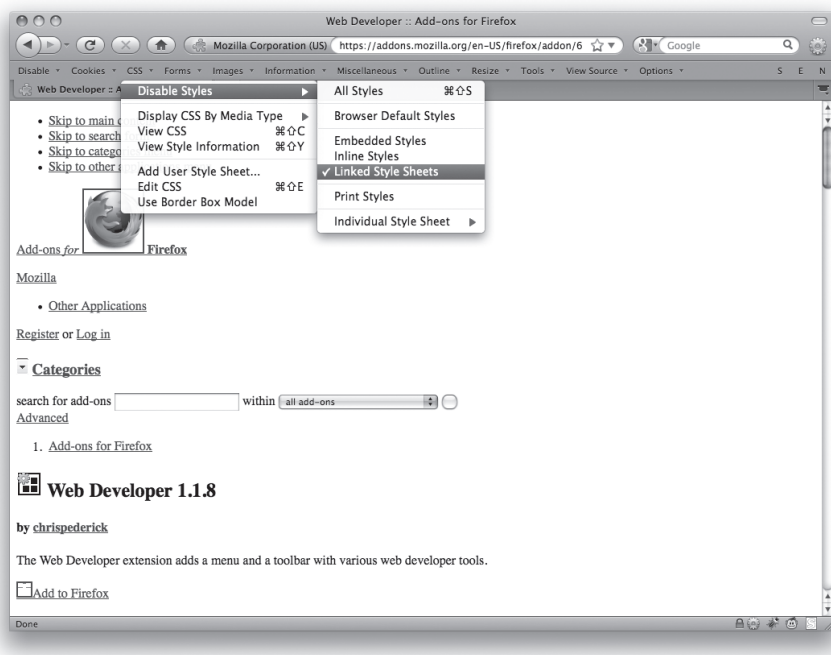 Web Developer :: Add-ons for Firefox
Mozilla Corporation (US) https://addons.mozilla.org/en-US/firefox/addon/6 Google
Disable Cookies CSS Forms Images Information Miscellaneous Outline Resize Tools View Source Options S E N
Web Developer :: A
Disable Styles
Display CSS By Media Type
View CSS ⌘⇧C
View Style Information ⌘⇧Y
Add User Style Sheet...
Edit CSS ⌘⇧E
Use Border Box Model
All Styles ⌘⇧S
Browser Default Styles
Embedded Styles
Inline Styles
✓ Linked Style Sheets
Print Styles
Individual Style Sheet
• Skip to main
• Skip to search
• Skip to catego
• Skip to other
Add-ons for Firefox
Mozilla
• Other Applications
Register or Log in
Categories
search for add-ons within all add-ons
Advanced
1. Add-ons for Firefox
Web Developer 1.1.8
by chrispederick
The Web Developer extension adds a menu and a toolbar with various web developer tools.
Add to Firefox
Done